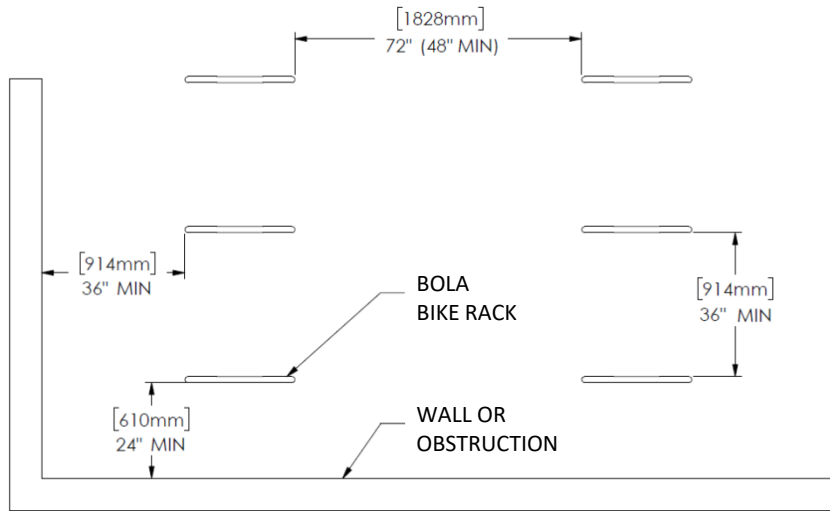 [1828mm]
72" (48" MIN)
[914mm]
36" MIN
BOLA
BIKE RACK
[914mm]
36" MIN
[610mm]
24" MIN
WALL OR
OBSTRUCTION